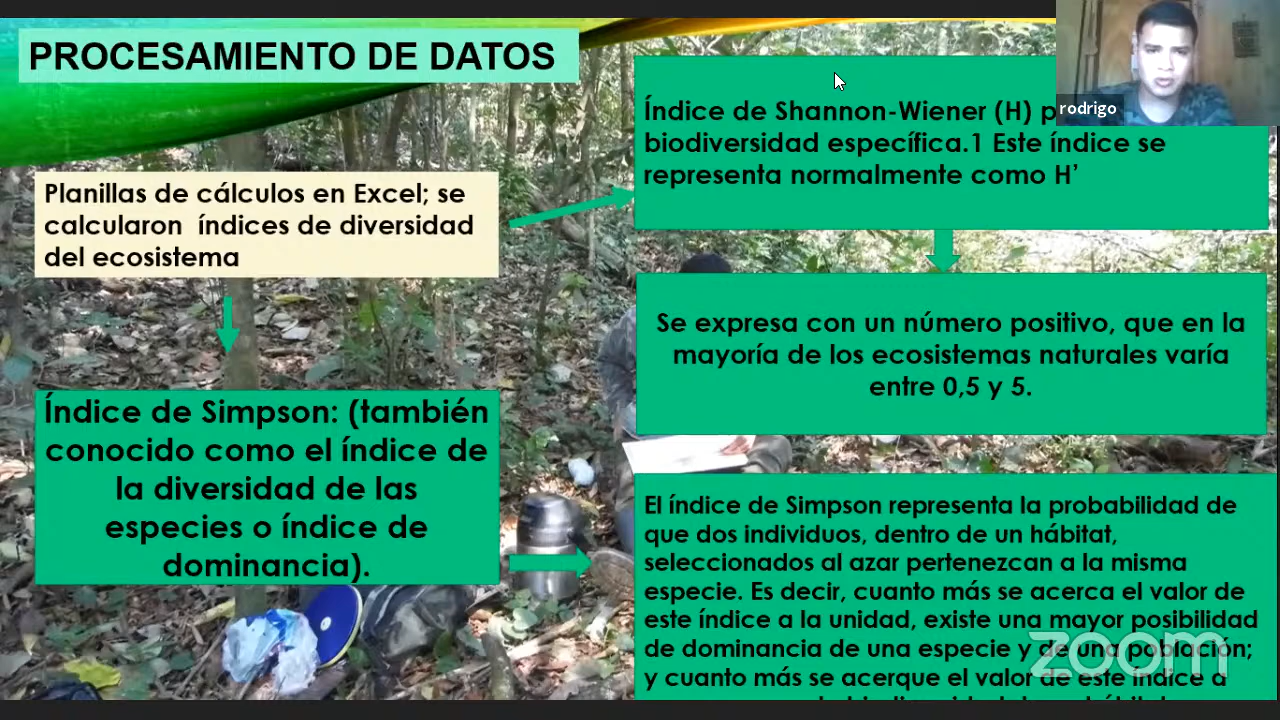 PROCESAMIENTO DE DATOS
rodrigo
Índice de Shannon-Wiener (H)
biodiversidad específica.1 Este índice se
representa normalmente como H’
Planillas de cálculos en Excel; se
calcularon índices de diversidad
del ecosistema
Se expresa con un número positivo, que en la
mayoría de los ecosistemas naturales varía
entre 0,5 y 5.
Índice de Simpson: (también
conocido como el índice de
la diversidad de las
especies o índice de
dominancia).
El índice de Simpson representa la probabilidad de
que dos individuos, dentro de un hábitat,
seleccionados al azar pertenezcan a la misma
especie. Es decir, cuanto más se acerca el valor de
este índice a la unidad, existe una mayor posibilidad
de dominancia de una especie y de una población;
y cuanto más se acerque el valor de este índice a
zoom